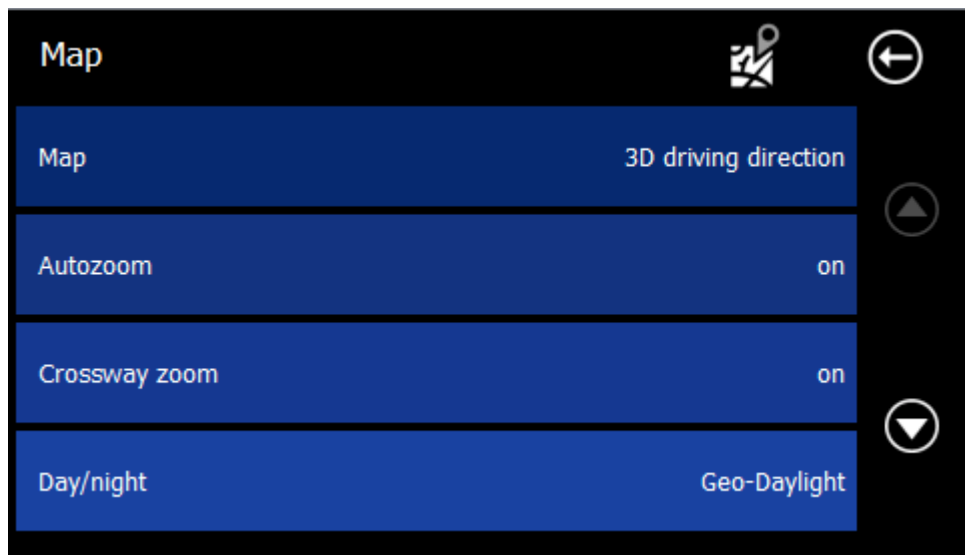 Map
Map 3D driving direction
Autozoom on
Crossway zoom on
Day/night Geo-Daylight